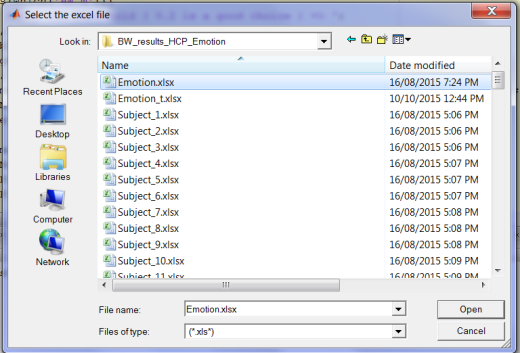 Select the excel file
Look in: BW_results_HCP_Emotion
Name Date modified
Emotion.xlsx 16/08/2015 7:24 PM
Emotion_t.xlsx 10/10/2015 12:44 PM
Subject_1.xlsx 16/08/2015 5:06 PM
Subject_2.xlsx 16/08/2015 5:06 PM
Subject_3.xlsx 16/08/2015 5:06 PM
Subject_4.xlsx 16/08/2015 5:07 PM
Subject_5.xlsx 16/08/2015 5:07 PM
Subject_6.xlsx 16/08/2015 5:07 PM
Subject_7.xlsx 16/08/2015 5:08 PM
Subject_8.xlsx 16/08/2015 5:08 PM
Subject_9.xlsx 16/08/2015 5:08 PM
Subject_10.xlsx 16/08/2015 5:09 PM
Subject_11.xlsx 16/08/2015 5:09 PM
Recent Places
Desktop
Libraries
Computer
Network
File name: Emotion.xlsx Open
Files of type: (*.xls*) Cancel